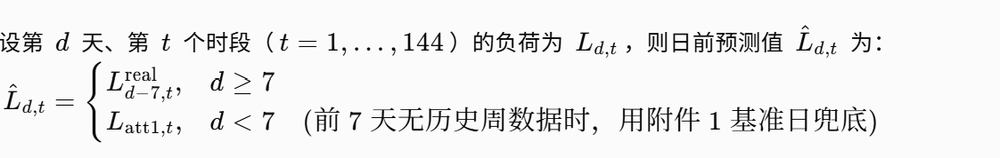 设第 d 天、第 t 个时段（t = 1, . . . , 144）的负荷为 L_{d,t}，则日前预测值 \hat{L}_{d,t} 为：
\hat{L}_{d,t} = \begin{cases} L^{\text{real}}_{d-7,t}, & d \geq 7 \\ L_{\text{att1},t}, & d < 7 \quad (前 7 天无历史周数据时，用附件 1 基准日兜底) \end{cases}